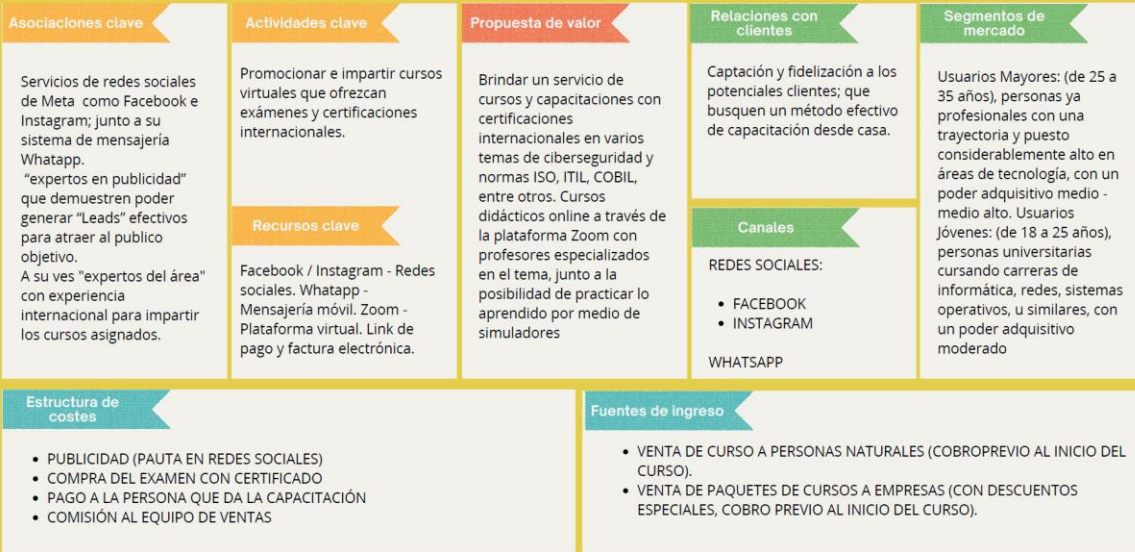 Asociaciones clave
Servicios de redes sociales
de Meta como Facebook e
Instagram; junto a su
sistema de mensajería
Whatapp.
“expertos en publicidad”
que demuestren poder
generar “Leads” efectivos
para atraer al publico
objetivo.
A su ves "expertos del área"
con experiencia
internacional para impartir
los cursos asignados.
Actividades clave
Promocionar e impartir cursos
virtuales que ofrezcan
exámenes y certificaciones
internacionales.
Recursos clave
Facebook / Instagram - Redes
sociales. Whatapp -
Mensajería móvil. Zoom -
Plataforma virtual. Link de
pago y factura electrónica.
Propuesta de valor
Brindar un servicio de
cursos y capacitaciones con
certificaciones
internacionales en varios
temas de ciberseguridad y
normas ISO, ITIL, COBIL,
entre otros. Cursos
didácticos online a través de
la plataforma Zoom con
profesores especializados
en el tema, junto a la
posibilidad de practicar lo
aprendido por medio de
simuladores
Relaciones con
clientes
Captación y fidelización a los
potenciales clientes; que
busquen un método efectivo
de capacitación desde casa.
Canales
REDES SOCIALES:
• FACEBOOK
• INSTAGRAM
WHATSAPP
Segmentos de
mercado
Usuarios Mayores: (de 25 a
35 años), personas ya
profesionales con una
trayectoria y puesto
considerablemente alto en
áreas de tecnología, con un
poder adquisitivo medio -
medio alto. Usuarios
Jóvenes: (de 18 a 25 años),
personas universitarias
cursando carreras de
informática, redes, sistemas
operativos, u similares, con
un poder adquisitivo
moderado
Estructura de
costes
• PUBLICIDAD (PAUTA EN REDES SOCIALES)
• COMPRA DEL EXAMEN CON CERTIFICADO
• PAGO A LA PERSONA QUE DA LA CAPACITACIÓN
• COMISIÓN AL EQUIPO DE VENTAS
Fuentes de ingreso
• VENTA DE CURSO A PERSONAS NATURALES (COBROPREVIO AL INICIO DEL
CURSO).
• VENTA DE PAQUETES DE CURSOS A EMPRESAS (CON DESCUENTOS
ESPECIALES, COBRO PREVIO AL INICIO DEL CURSO).